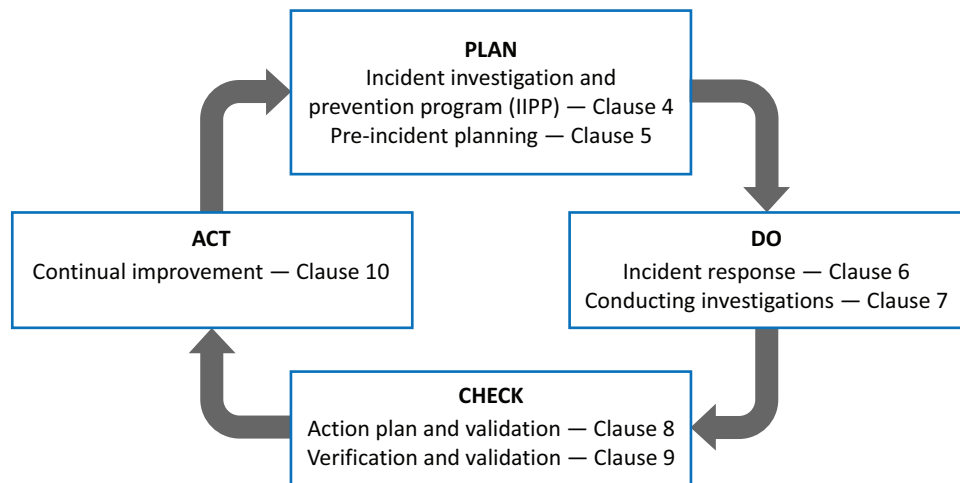 PLAN
Incident investigation and
prevention program (IIPP) — Clause 4
Pre-incident planning — Clause 5
ACT
Continual improvement — Clause 10
DO
Incident response — Clause 6
Conducting investigations — Clause 7
CHECK
Action plan and validation — Clause 8
Verification and validation — Clause 9